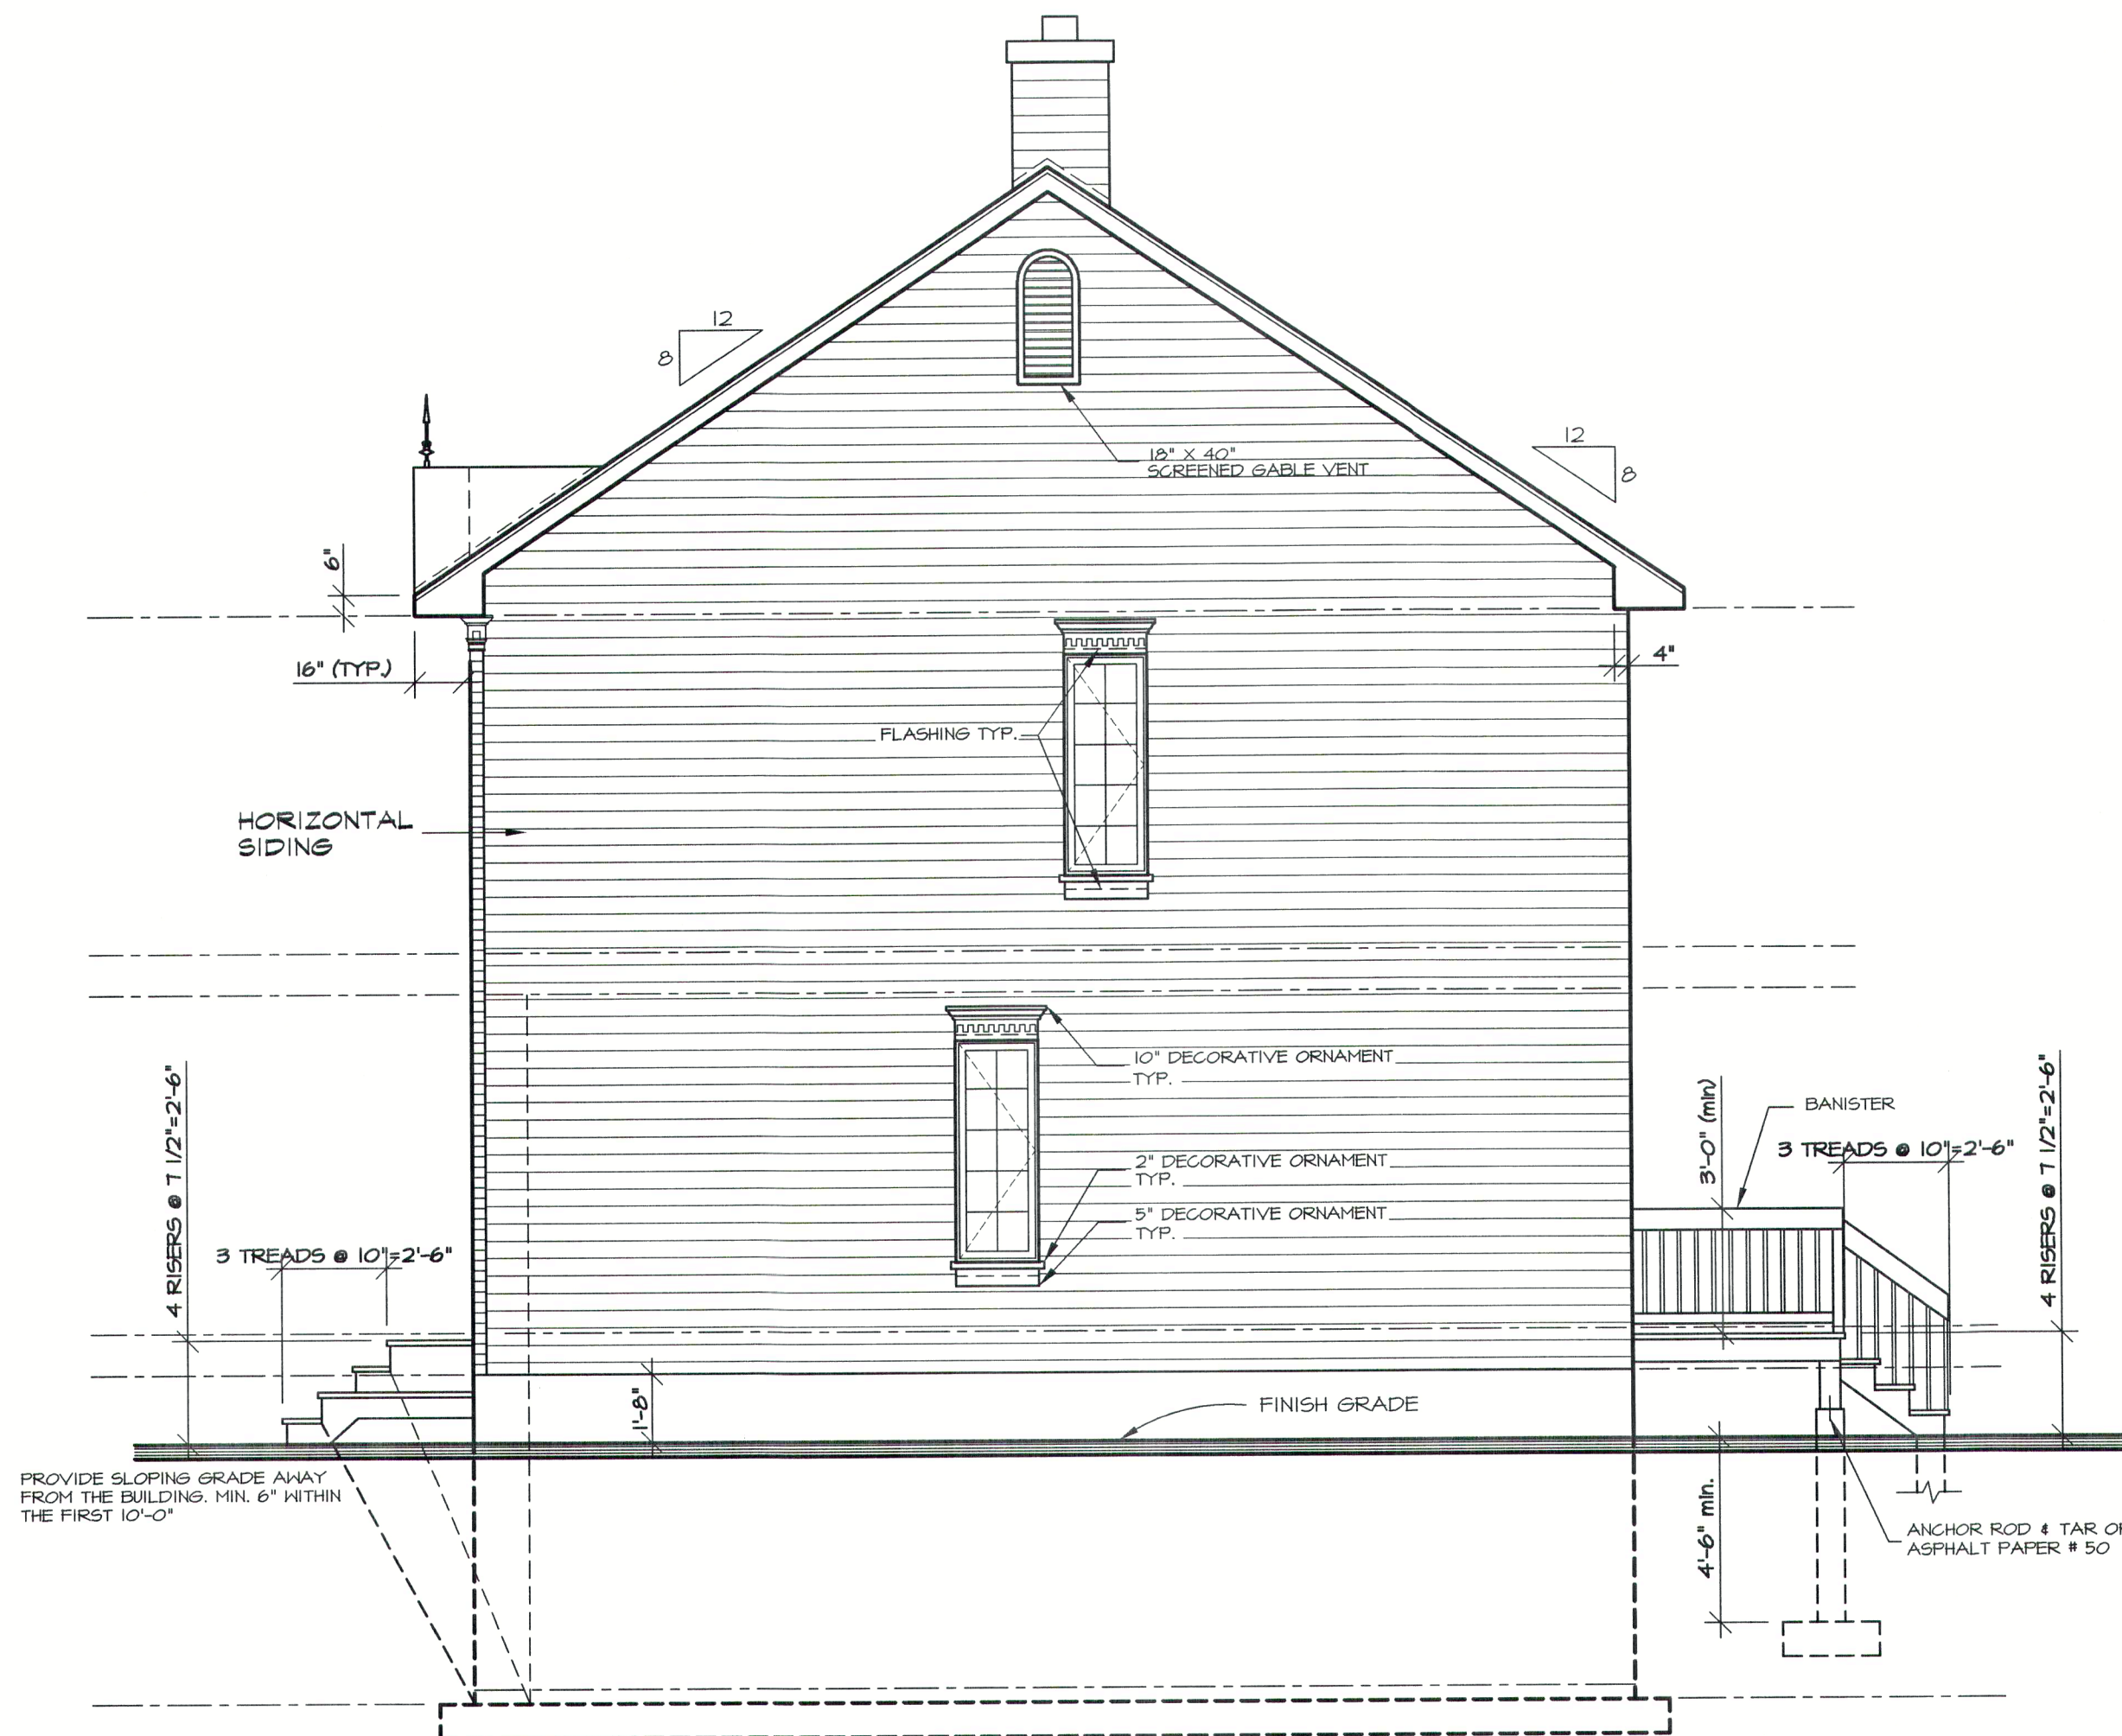 12
8
12
8
18" X 40"
SCREENED GABLE VENT
6"
16" (TYP.)
4"
FLASHING TYP.
HORIZONTAL
SIDING
10" DECORATIVE ORNAMENT
TYP.
4 RISERS @ 7 1/2"=2'-6"
3'-0" (min)
BANISTER
4 RISERS @ 7 1/2"=2'-6"
3 TREADS @ 10"=2'-6"
2" DECORATIVE ORNAMENT
TYP.
5" DECORATIVE ORNAMENT
TYP.
3 TREADS @ 10"=2'-6"
1'-8"
FINISH GRADE
PROVIDE SLOPING GRADE AWAY
FROM THE BUILDING. MIN. 6" WITHIN
THE FIRST 10'-0"
4'-6" min.
ANCHOR ROD & TAR OR
ASPHALT PAPER # 50